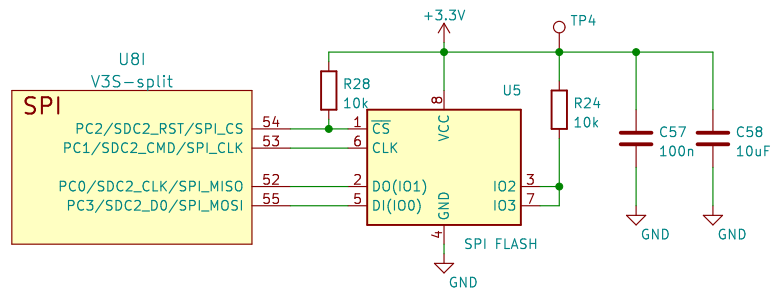 +3.3V
TP4
U8I
V3S-split
SPI
PC2/SDC2_RST/SPI_CS 54
PC1/SDC2_CMD/SPI_CLK 53
PC0/SDC2_CLK/SPI_MISO 52
PC3/SDC2_D0/SPI_MOSI 55
R28
10k
U5
8
VCC
1 CS
6 CLK
2 DO(IO1)
5 DI(IO0)
IO2 3
IO3 7
GND
4
SPI FLASH
GND
R24
10k
C57
100n
GND
C58
10uF
GND